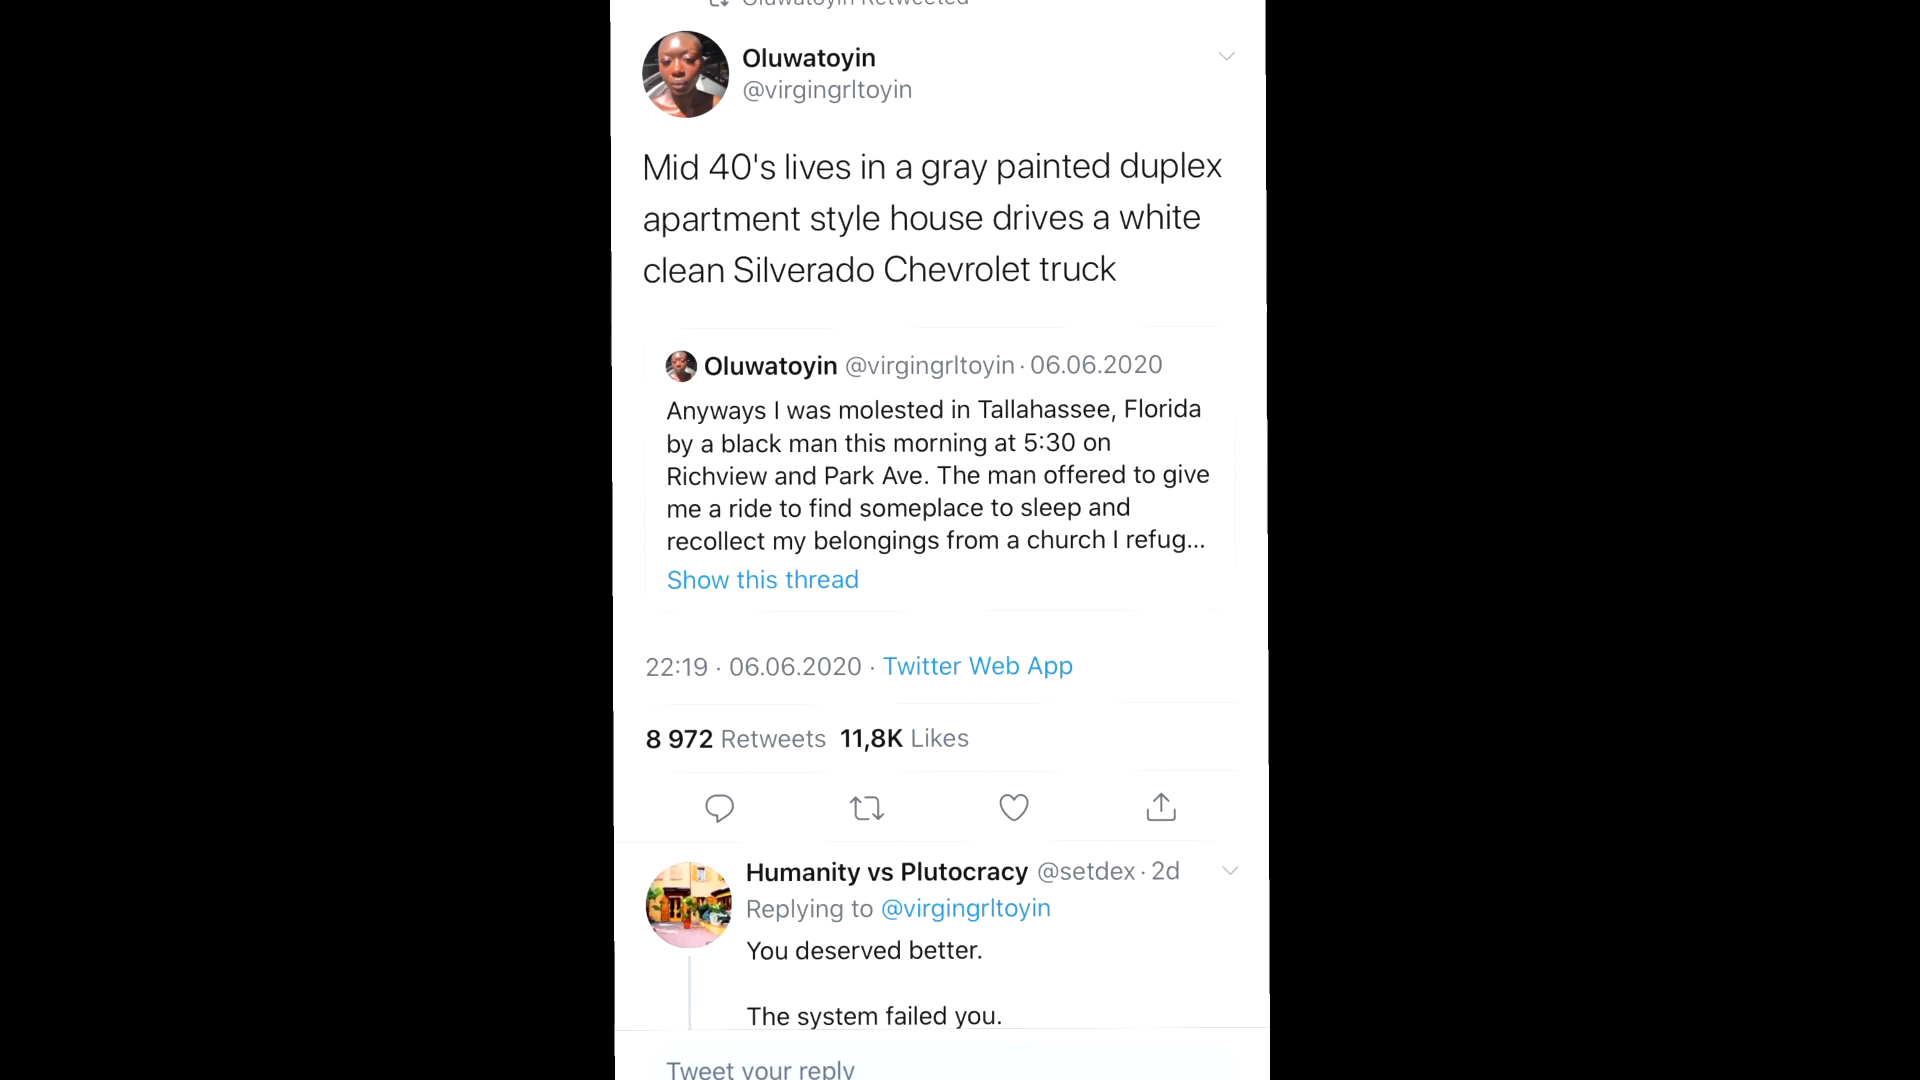 Oluwatoyin Retweeted
Oluwatoyin
@virgingrltoyin
Mid 40's lives in a gray painted duplex
apartment style house drives a white
clean Silverado Chevrolet truck
Oluwatoyin @virgingrltoyin · 06.06.2020
Anyways I was molested in Tallahassee, Florida
by a black man this morning at 5:30 on
Richview and Park Ave. The man offered to give
me a ride to find someplace to sleep and
recollect my belongings from a church I refug...
Show this thread
22:19 · 06.06.2020 · Twitter Web App
8 972 Retweets 11,8K Likes
Humanity vs Plutocracy @setdex · 2d
Replying to @virgingrltoyin
You deserved better.
The system failed you.
Tweet your reply